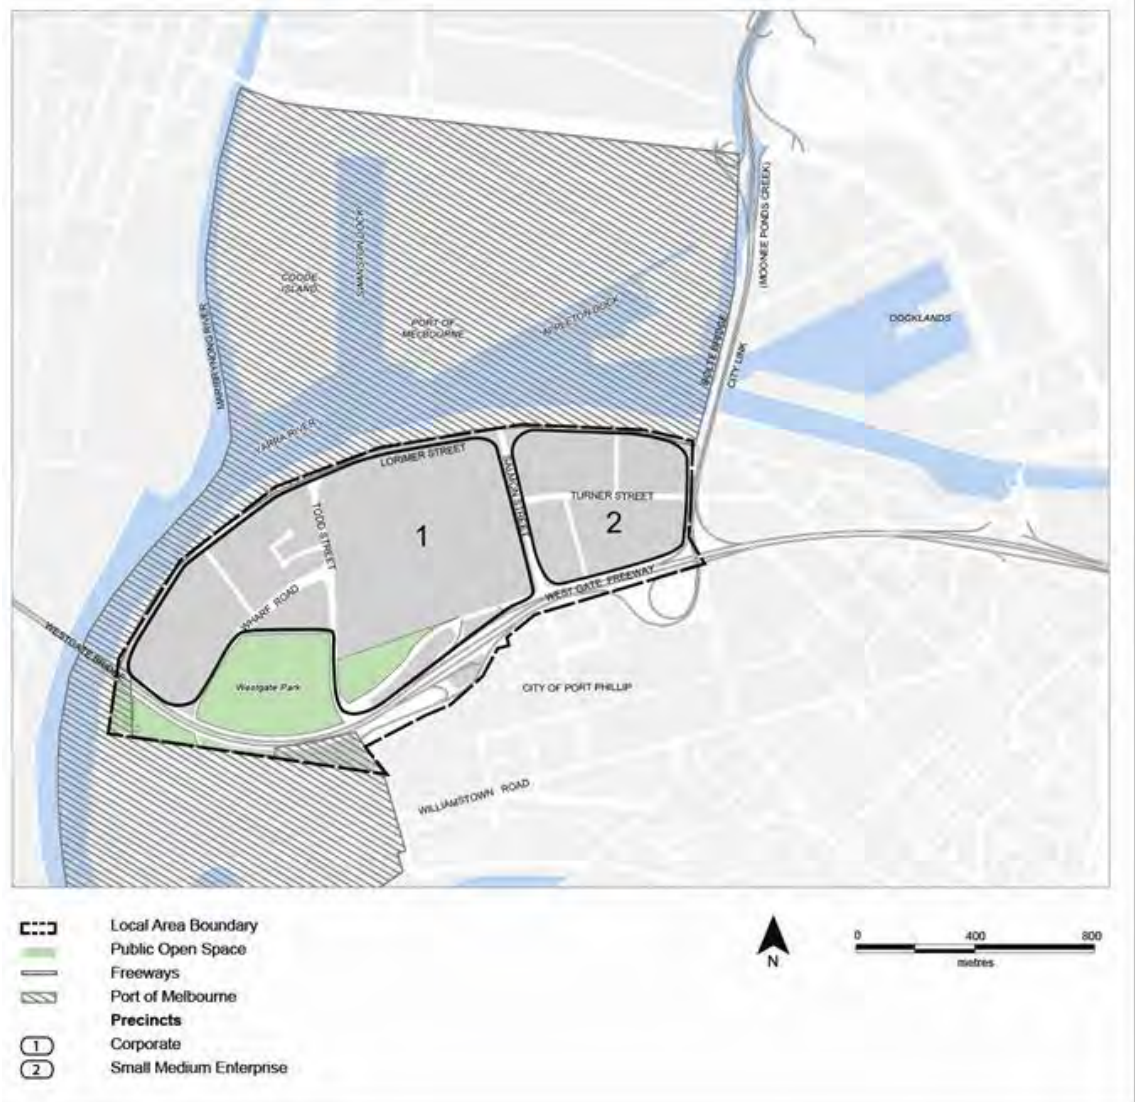 (MOONEE PONDS CREEK)
SWANSTON DOCK
COODE
ISLAND
PORT OF
MELBOURNE
APPLETON DOCK
DOCKLANDS
MARIBYRNONG RIVER
BOLTE BRIDGE
CITY LINK
YARRA RIVER
LORIMER STREET
SALMON STREET
TURNER STREET
TODD STREET
1
2
WHARF ROAD
WEST GATE FREEWAY
WESTGATE BRIDGE
Westgate Park
CITY OF PORT PHILLIP
WILLIAMSTOWN ROAD
Local Area Boundary
Public Open Space
Freeways
Port of Melbourne
Precincts
1 Corporate
2 Small Medium Enterprise
N
0 400 800
metres